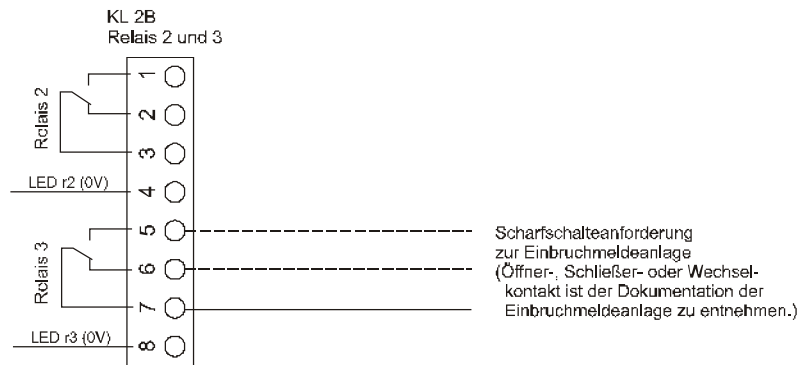 KL 2B
Relais 2 und 3
1
Relais 2
2
3
LED r2 (0V)
4
5
Scharfschalteanforderung
zur Einbruchmeldeanlage
Relais 3
6
(Öffner-, Schließer- oder Wechsel-
kontakt ist der Dokumentation der
7
Einbruchmeldeanlage zu entnehmen.)
LED r3 (0V)
8